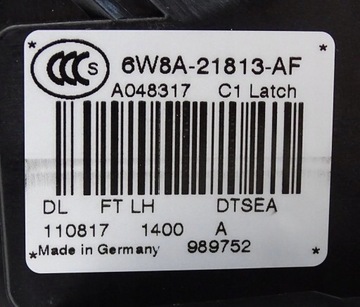 CCC S 6W8A-21813-AF
A048317 C1 Latch
DL FT LH DTSEA
110817 1400 A
*Made in Germany 989752 *